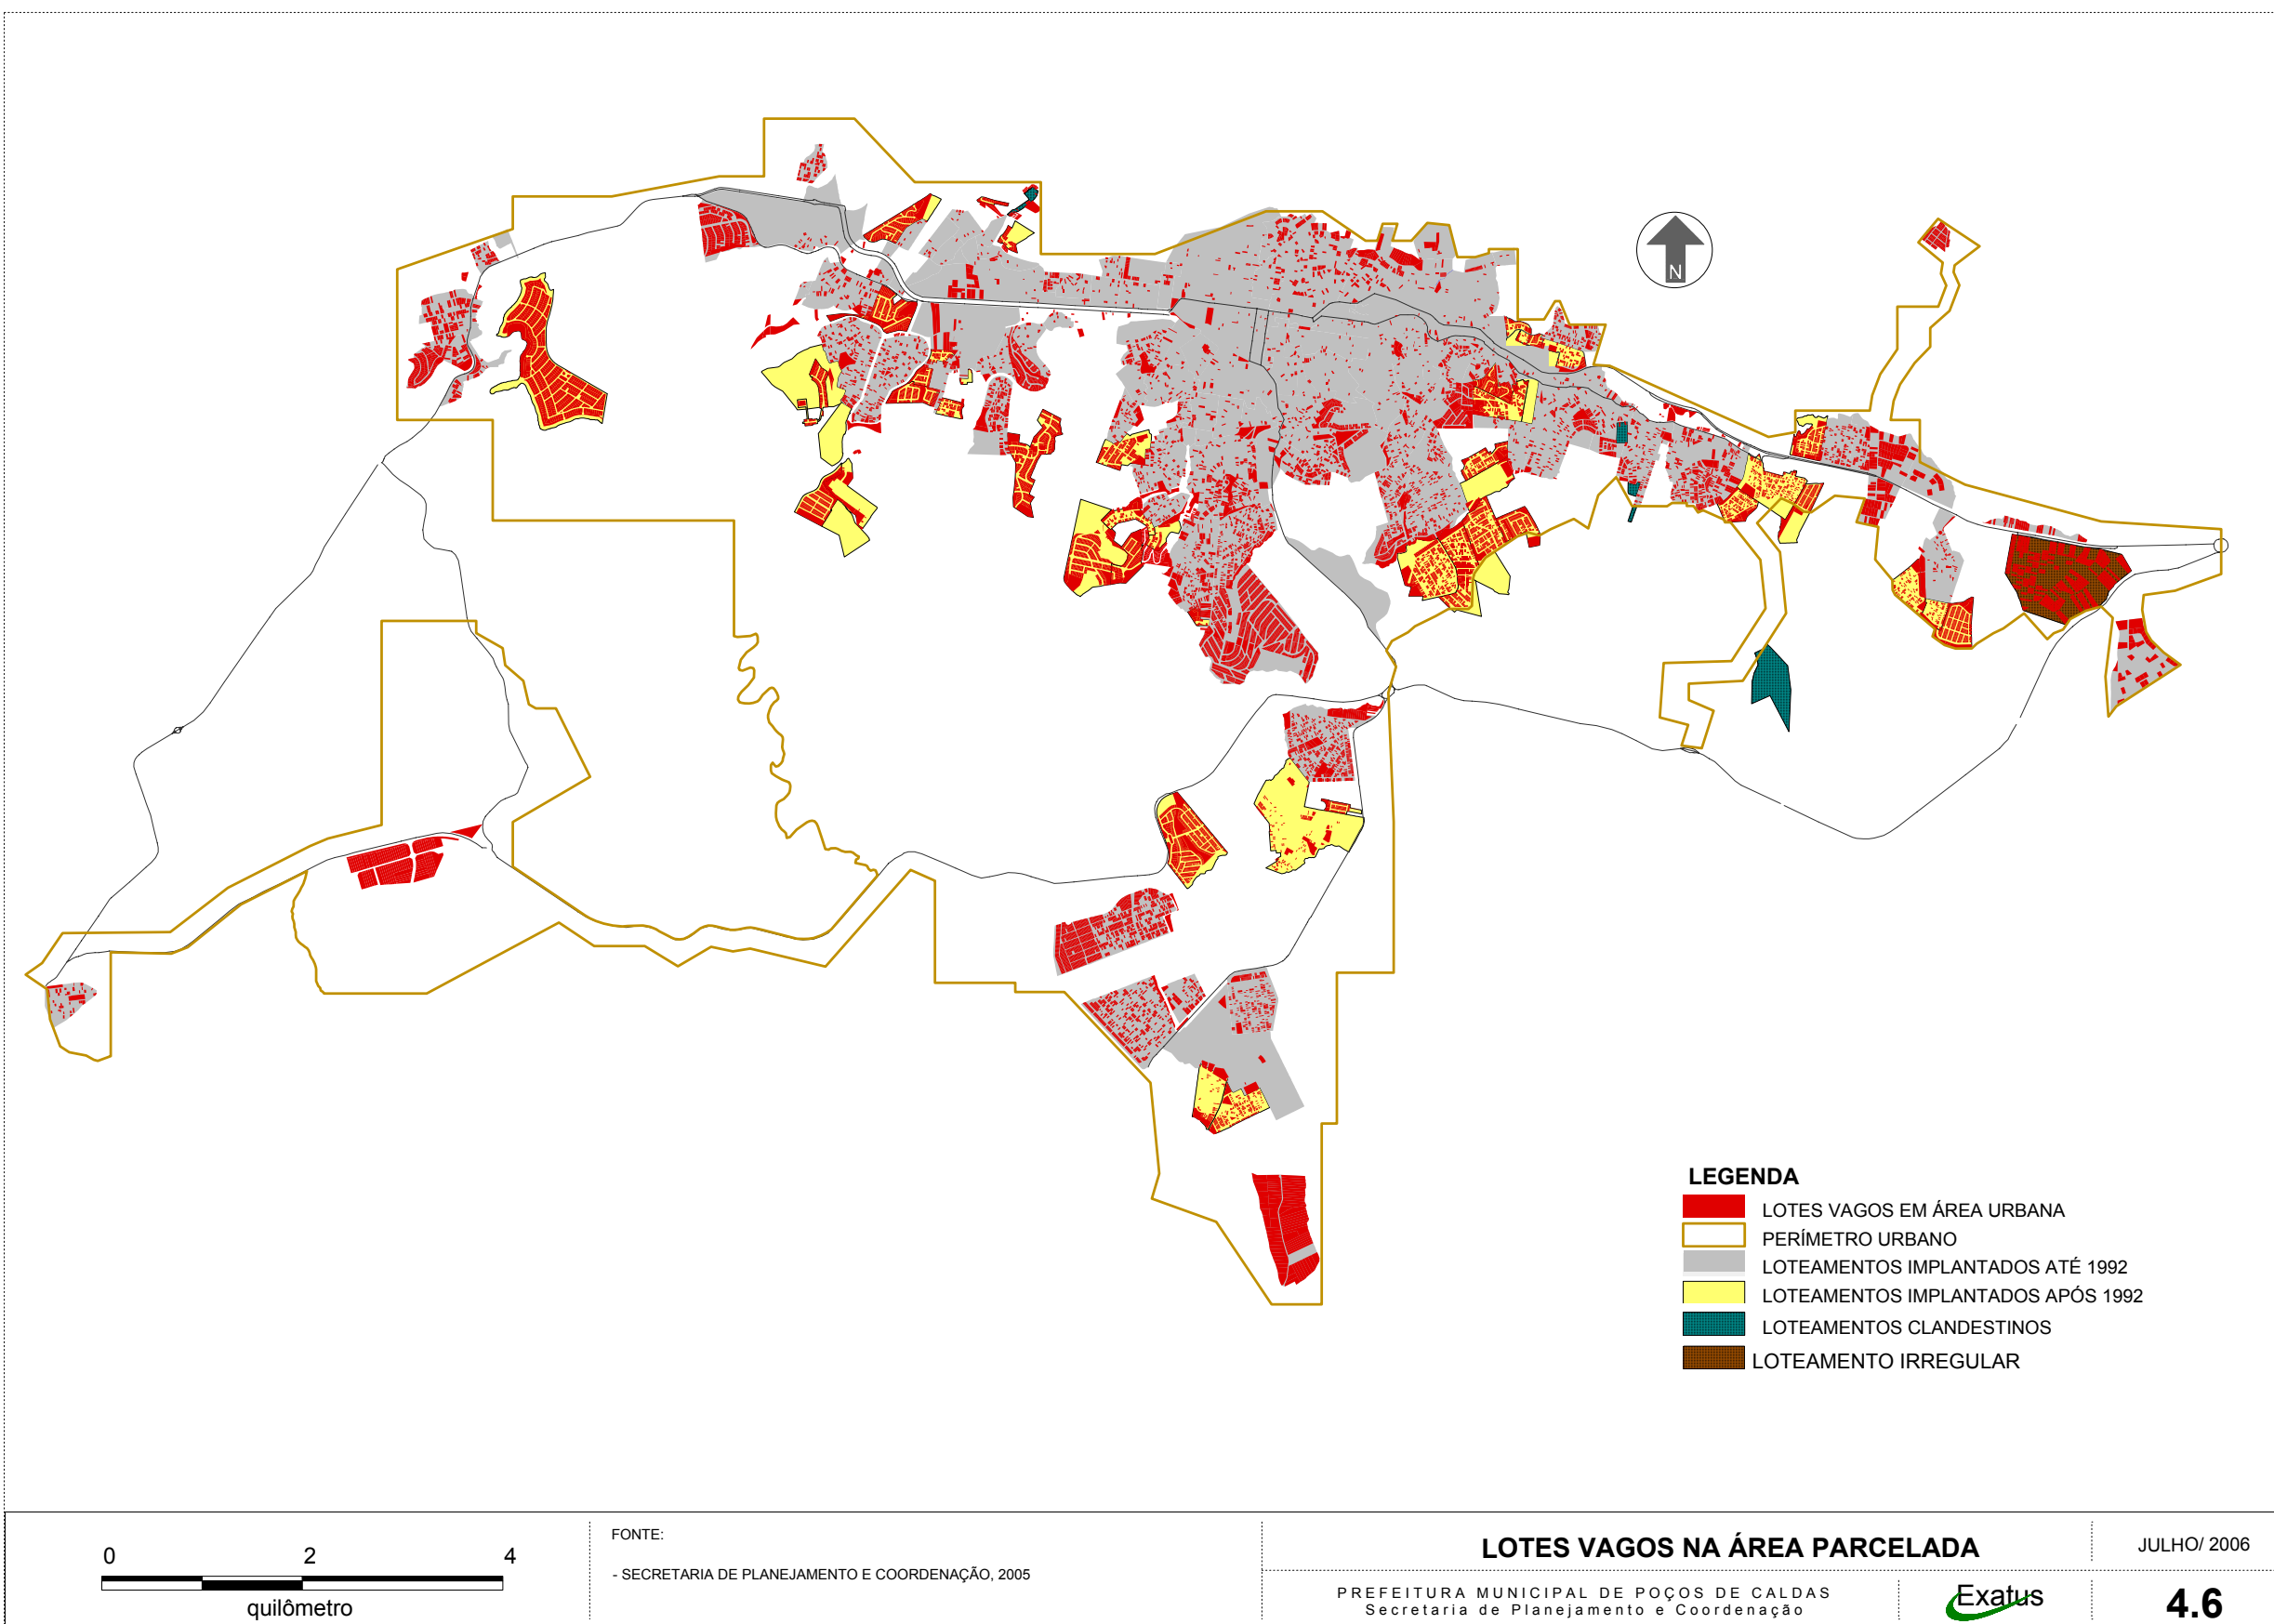 N
LEGENDA
LOTES VAGOS EM ÁREA URBANA
PERÍMETRO URBANO
LOTEAMENTOS IMPLANTADOS ATÉ 1992
LOTEAMENTOS IMPLANTADOS APÓS 1992
LOTEAMENTOS CLANDESTINOS
LOTEAMENTO IRREGULAR
0 2 4
quilômetro
FONTE:
- SECRETARIA DE PLANEJAMENTO E COORDENAÇÃO, 2005
LOTES VAGOS NA ÁREA PARCELADA
JULHO/ 2006
PREFEITURA MUNICIPAL DE POÇOS DE CALDAS
Secretaria de Planejamento e Coordenação
Exatus
4.6